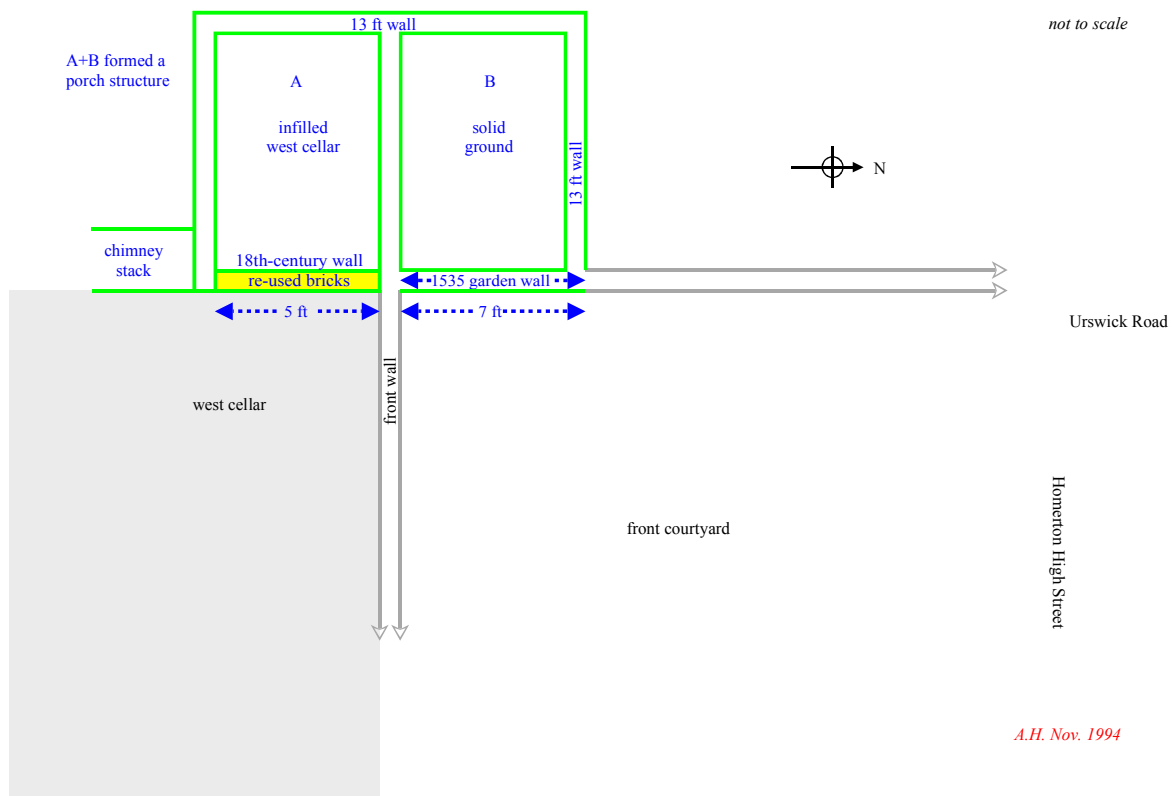 13 ft wall
not to scale
A+B formed a
porch structure
A
B
infilled
west cellar
solid
ground
13 ft wall
N
chimney
stack
18th-century wall
re-used bricks
1535 garden wall
5 ft
7 ft
Urswick Road
front wall
west cellar
front courtyard
Homerton High Street
A.H. Nov. 1994